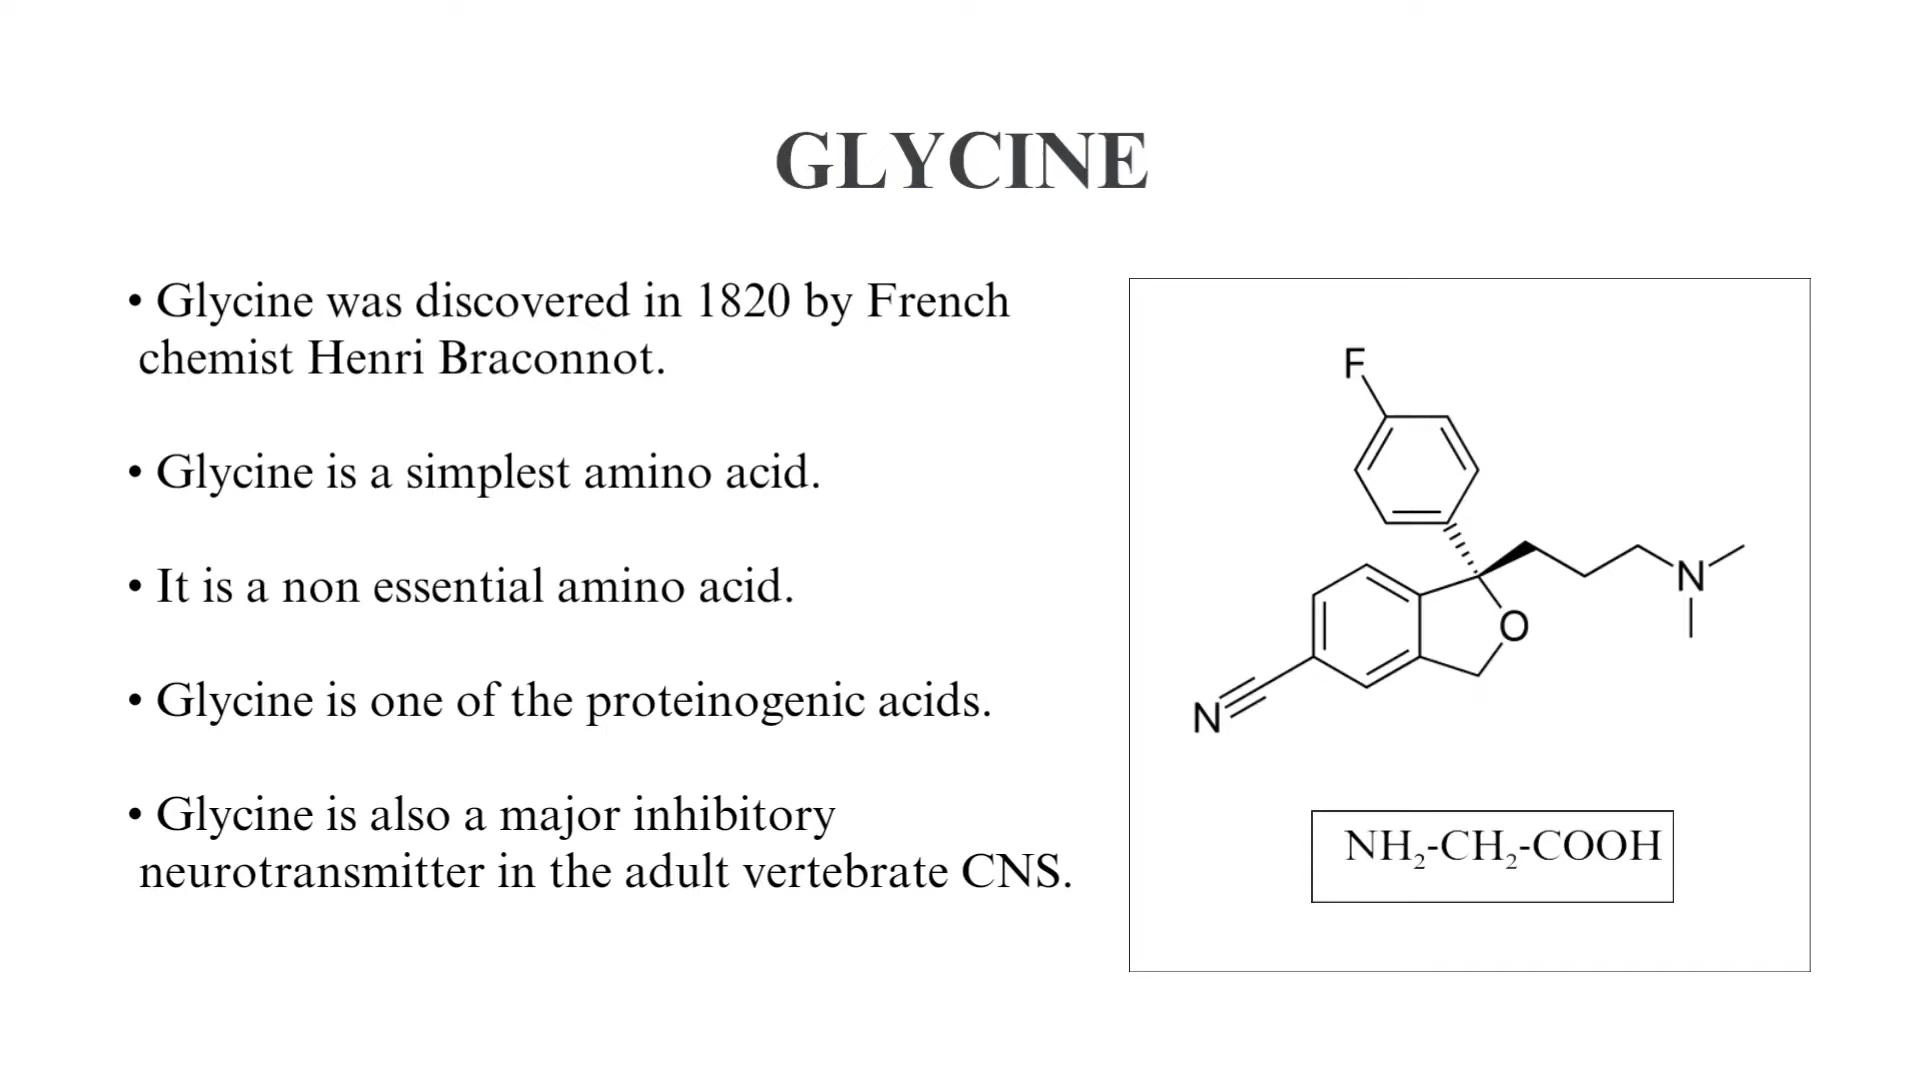 GLYCINE
• Glycine was discovered in 1820 by French
chemist Henri Braconnot.
• Glycine is a simplest amino acid.
• It is a non essential amino acid.
• Glycine is one of the proteinogenic acids.
• Glycine is also a major inhibitory
neurotransmitter in the adult vertebrate CNS.
F
N
O
N
NH₂-CH₂-COOH